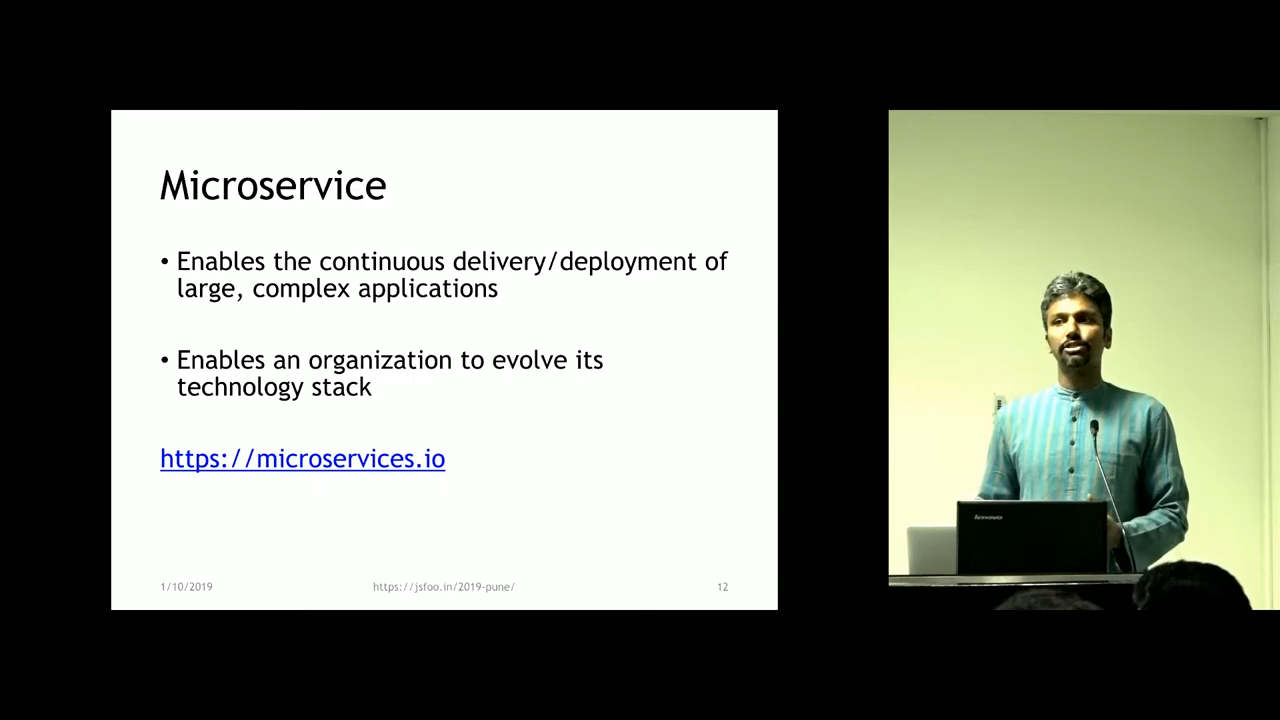 Microservice
• Enables the continuous delivery/deployment of
large, complex applications
• Enables an organization to evolve its
technology stack
https://microservices.io
1/10/2019
https://jsfoo.in/2019-pune/
12
lenovo